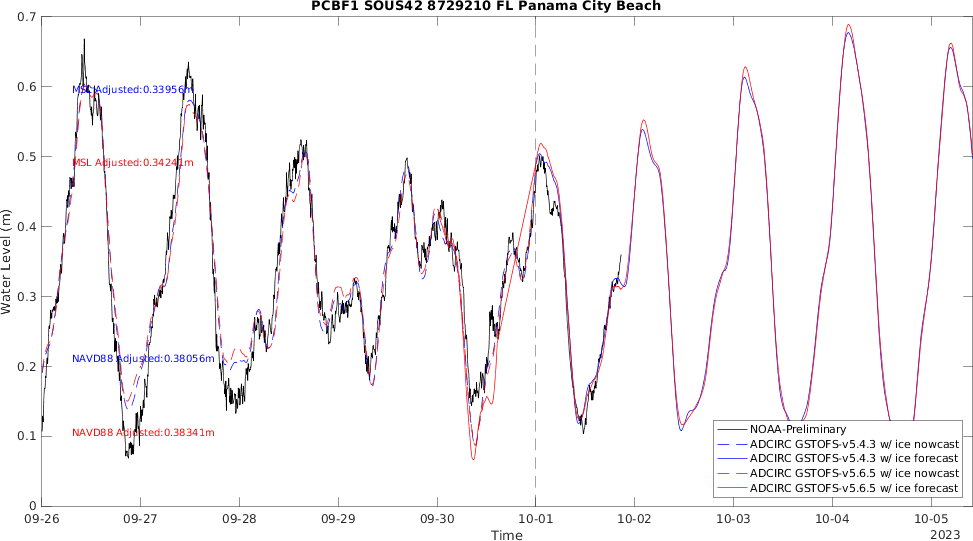 PCBF1 SOUS42 8729210 FL Panama City Beach
0.7
0.6
0.5
0.4
0.3
0.2
0.1
0
Water Level (m)
MSL Adjusted:0.33956m
MSL Adjusted:0.34241m
NAVD88 Adjusted:0.38056m
NAVD88 Adjusted:0.38341m
NOAA-Preliminary
ADCIRC GSTOFS-v5.4.3 w/ ice nowcast
ADCIRC GSTOFS-v5.4.3 w/ ice forecast
ADCIRC GSTOFS-v5.6.5 w/ ice nowcast
ADCIRC GSTOFS-v5.6.5 w/ ice forecast
09-26 09-27 09-28 09-29 09-30 10-01 10-02 10-03 10-04 10-05
Time
2023